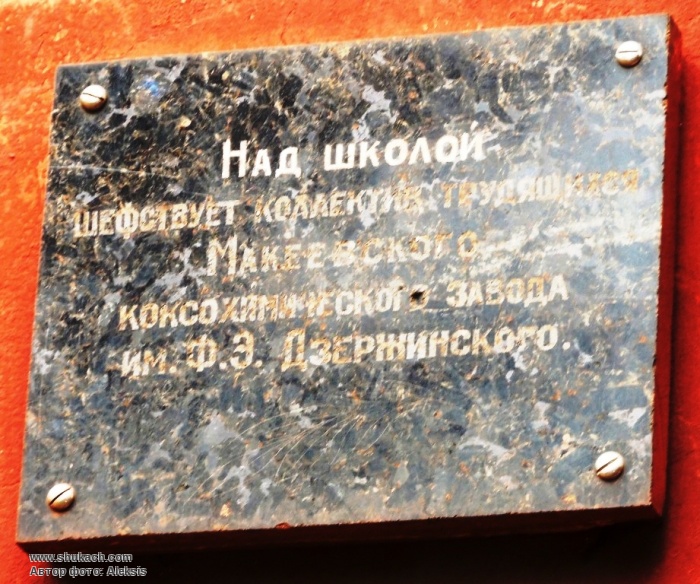 Над школой
шефствует коллектив трудящихся
Макеевского
коксохимического завода
им. Ф.Э. Дзержинского.
www.shukach.com
Автор фото: Aleksis